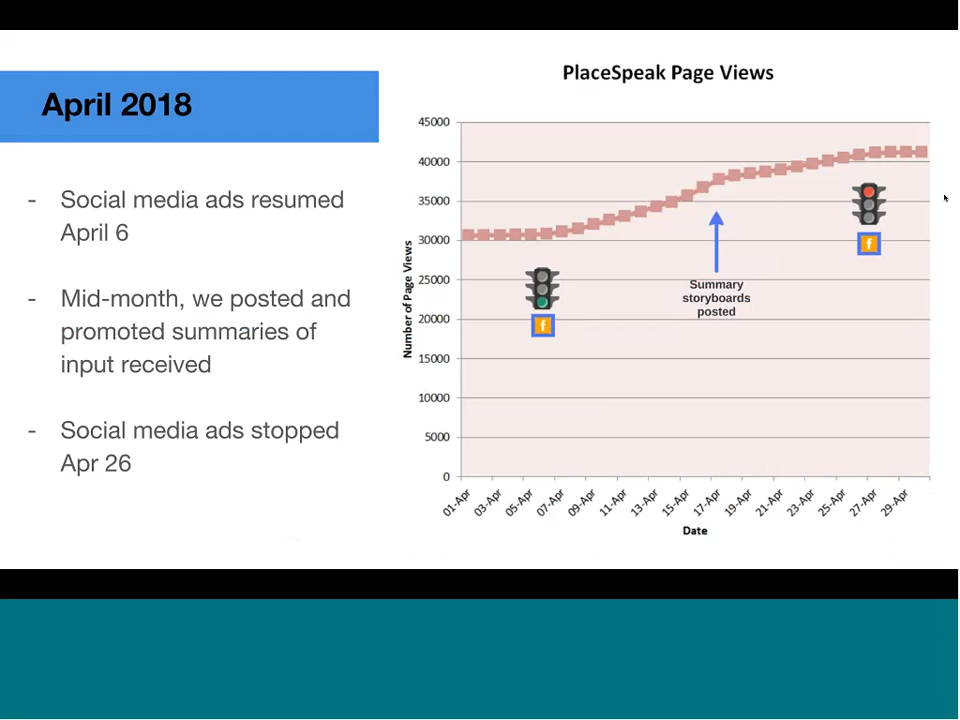 April 2018
- Social media ads resumed
April 6
- Mid-month, we posted and
promoted summaries of
input received
- Social media ads stopped
Apr 26
PlaceSpeak Page Views
Number of Page Views
45000
40000
35000
30000
25000
20000
15000
10000
5000
0
f
Summary
storyboards
posted
f
01-Apr
03-Apr
05-Apr
07-Apr
09-Apr
11-Apr
13-Apr
15-Apr
17-Apr
19-Apr
21-Apr
23-Apr
25-Apr
27-Apr
29-Apr
Date